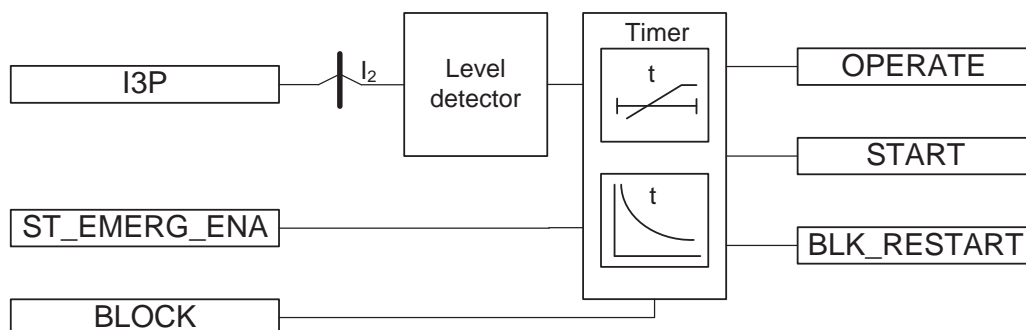 Timer
I3P
I₂
Level
detector
t
OPERATE
START
ST_EMERG_ENA
t
BLK_RESTART
BLOCK